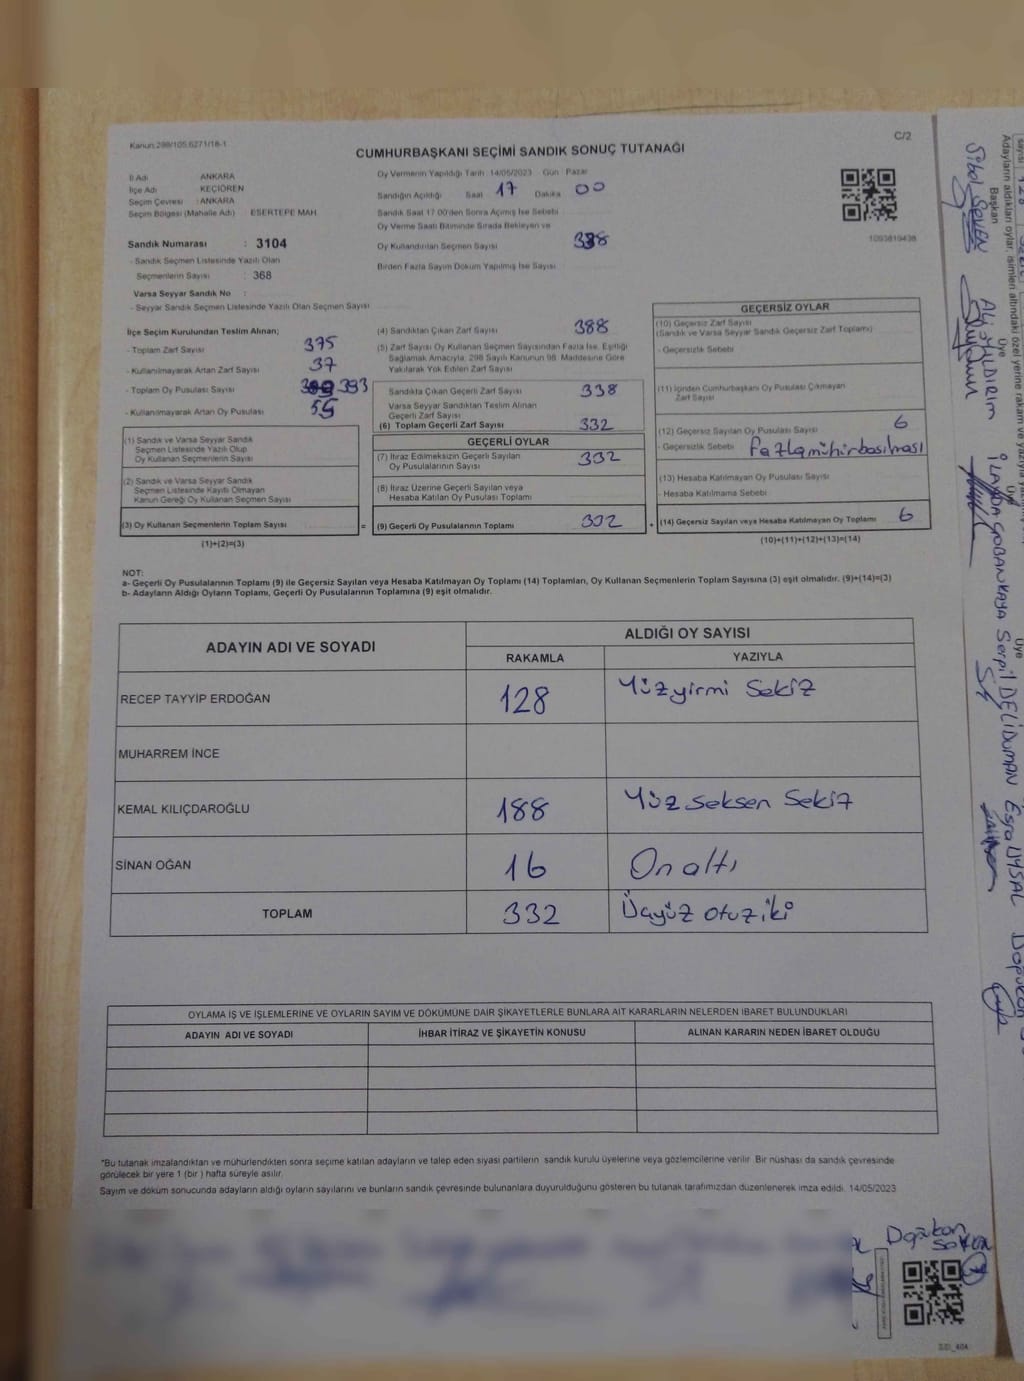 Kanun 298/105,6271/18-1
C/2
CUMHURBAŞKANI SEÇİMİ SANDIK SONUÇ TUTANAĞI
İl Adı ANKARA
İlçe Adı KEÇİÖREN
Seçim Çevresi : ANKARA
Seçim Bölgesi (Mahalle Adı) ESERTEPE MAH.
Sandık Numarası : 3104
- Sandık Seçmen Listesinde Yazılı Olan
Seçmenlerin Sayısı : 368
Varsa Seyyar Sandık No :
- Seyyar Sandık Seçmen Listesinde Yazılı Olan Seçmen Sayısı
Oy Vermenin Yapıldığı Tarih 14/05/2023 Gün Pazar
Sandığın Açıldığı Saat 17 Dakika 00
Sandık Saat 17 00'den Sonra Açımış İse Sebebi
Oy Verme Saati Bitiminde Sırada Bekleyen ve
Oy Kullandırılan Seçmen Sayısı 338
Birden Fazla Sayım Döküm Yapılmış İse Sayısı
1093819438
İlçe Seçim Kurulundan Teslim Alınan;
- Toplam Zarf Sayısı 375
- Kullanılmayarak Artan Zarf Sayısı 37
- Toplam Oy Pusulası Sayısı 393
- Kullanılmayarak Artan Oy Pusulası 55
(1) Sandık ve Varsa Seyyar Sandık
Seçmen Listesinde Yazılı Olup
Oy Kullanan Seçmenlerin Sayısı
(2) Sandık ve Varsa Seyyar Sandık
Seçmen Listesinde Kayıtlı Olmayan
Kanun Gereği Oy Kullanan Seçmen Sayısı
(3) Oy Kullanan Seçmenlerin Toplam Sayısı =
(1)+(2)=(3)
(4) Sandıktan Çıkan Zarf Sayısı 388
(5) Zarf Sayısı Oy Kullanan Seçmen Sayısından Fazla İse, Eşitliği
Sağlamak Amacıyla, 298 Sayılı Kanunun 98. Maddesine Göre
Yakılarak Yok Edilen Zarf Sayısı
Sandıkta Çıkan Geçerli Zarf Sayısı 338
Varsa Seyyar Sandıktan Teslim Alınan
Geçerli Zarf Sayısı
(6) Toplam Geçerli Zarf Sayısı 332
GEÇERLİ OYLAR
(7) İtiraz Edilmeksizin Geçerli Sayılan
Oy Pusulalarının Sayısı 332
(8) İtiraz Üzerine Geçerli Sayılan veya
Hesaba Katılan Oy Pusulası Toplamı
(9) Geçerli Oy Pusulalarının Toplamı 332 +
GEÇERSİZ OYLAR
(10) Geçersiz Zarf Sayısı
(Sandık ve Varsa Seyyar Sandık Geçersiz Zarf Toplamı)
- Geçersizlik Sebebi
(11) İçinden Cumhurbaşkanı Oy Pusulası Çıkmayan
Zarf Sayısı
(12) Geçersiz Sayılan Oy Pusulası Sayısı 6
- Geçersizlik Sebebi Fazla mühür basılması
(13) Hesaba Katılmayan Oy Pusulası Sayısı
- Hesaba Katılmama Sebebi
(14) Geçersiz Sayılan veya Hesaba Katılmayan Oy Toplamı 6
(10)+(11)+(12)+(13)=(14)
NOT:
a- Geçerli Oy Pusulalarının Toplamı (9) ile Geçersiz Sayılan veya Hesaba Katılmayan Oy Toplamı (14) Toplamları, Oy Kullanan Seçmenlerin Toplam Sayısına (3) eşit olmalıdır. (9)+(14)=(3)
b- Adayların Aldığı Oyların Toplamı, Geçerli Oy Pusulalarının Toplamına (9) eşit olmalıdır.
ADAYIN ADI VE SOYADI ALDIĞI OY SAYISI
RAKAMLA YAZIYLA
RECEP TAYYİP ERDOĞAN 128 Yüzyirmi Sekiz
MUHARREM İNCE
KEMAL KILIÇDAROĞLU 188 Yüz seksen Sekiz
SİNAN OĞAN 16 On altı
TOPLAM 332 Üçyüz otuz iki
OYLAMA İŞ VE İŞLEMLERİNE VE OYLARIN SAYIM VE DÖKÜMÜNE DAİR ŞİKAYETLERLE BUNLARA AİT KARARLARIN NELERDEN İBARET BULUNDUKLARI
ADAYIN ADI VE SOYADI İHBAR İTİRAZ VE ŞİKAYETİN KONUSU ALINAN KARARIN NEDEN İBARET OLDUĞU
*Bu tutanak imzalandıktan ve mühürlendikten sonra seçime katılan adayların ve talep eden siyasi partilerin sandık kurulu üyelerine veya gözlemcilerine verilir. Bir nüshası da sandık çevresinde
görülecek bir yere 1 (bir ) hafta süreyle asılır.
Sayım ve döküm sonucunda adayların aldığı oyların sayılarını ve bunların sandık çevresinde bulunanlara duyurulduğunu gösteren bu tutanak tarafımızdan düzenlenerek imza edildi. 14/05/2023
Doğukan
7
Adayların aldıkları oylar, isimleri altındaki özel yerine rakam ve yazıyla
Başkan Üye Üye Üye
Sibel SEVEN
Ali YILDIRIM
İLAYDA ÇOBANKAYA
Serpil DELİDUMAN
Esra UYSAL